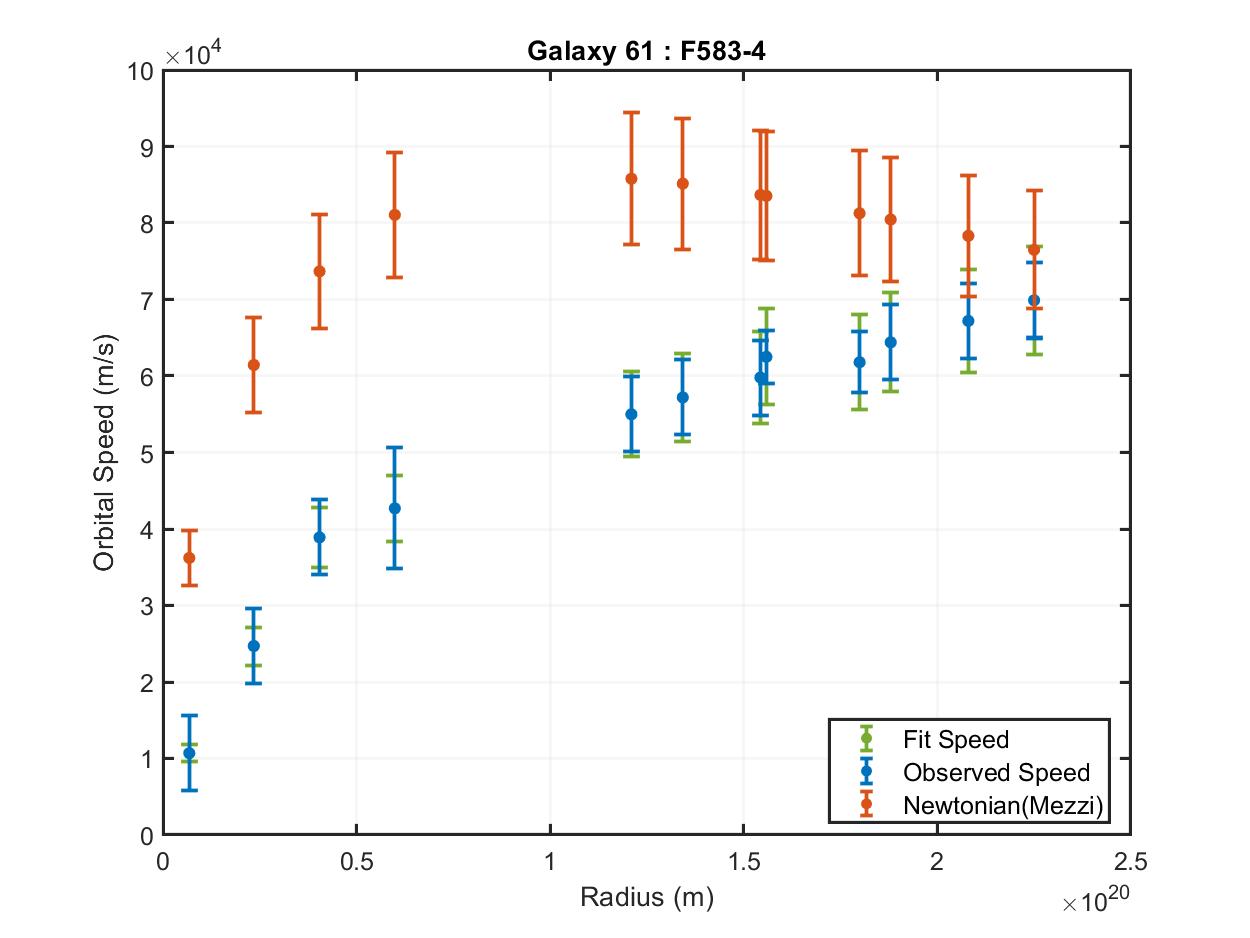 Galaxy 61 : F583-4
×10^4
10
9
8
7
6
5
4
3
2
1
0
Orbital Speed (m/s)
0 0.5 1 1.5 2 2.5
Radius (m)
×10^20
Fit Speed
Observed Speed
Newtonian(Mezzi)